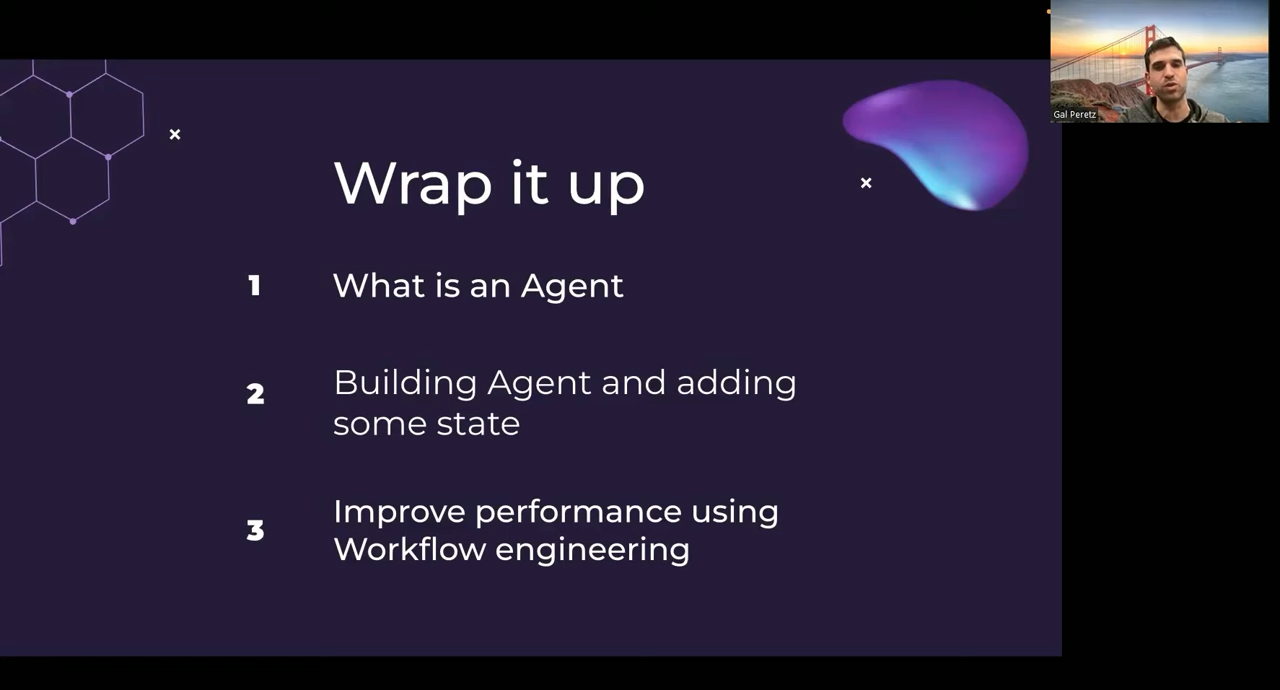 Gal Peretz
Wrap it up
1
What is an Agent
2
Building Agent and adding
some state
3
Improve performance using
Workflow engineering